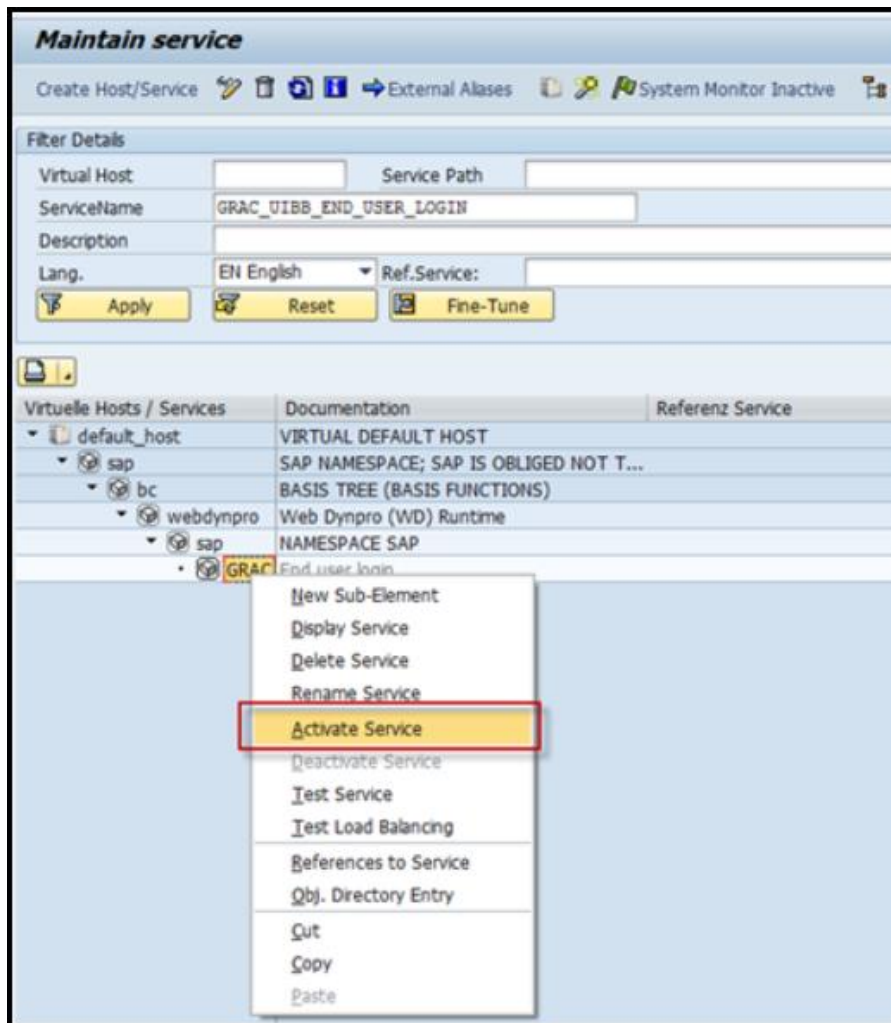 Maintain service
Create Host/Service External Aliases System Monitor Inactive
Filter Details
Virtual Host Service Path
ServiceName GRAC_UIBB_END_USER_LOGIN
Description
Lang. EN English Ref.Service:
Apply Reset Fine-Tune
Virtuelle Hosts / Services Documentation Referenz Service
default_host VIRTUAL DEFAULT HOST
sap SAP NAMESPACE; SAP IS OBLIGED NOT T...
bc BASIS TREE (BASIS FUNCTIONS)
webdynpro Web Dynpro (WD) Runtime
sap NAMESPACE SAP
GRAC End user login
New Sub-Element
Display Service
Delete Service
Rename Service
Activate Service
Deactivate Service
Test Service
Test Load Balancing
References to Service
Obj. Directory Entry
Cut
Copy
Paste